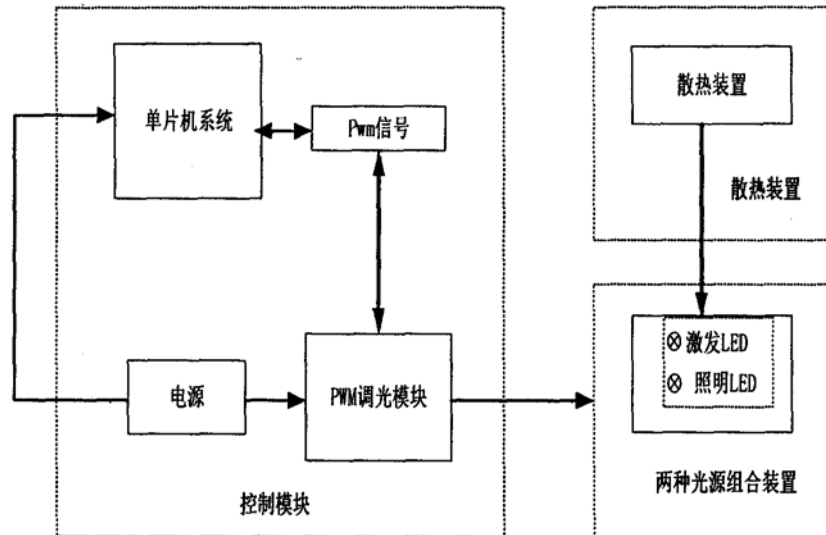 单片机系统
Pwm信号
散热装置
散热装置
激发LED
照明LED
电源
PWM调光模块
两种光源组合装置
控制模块